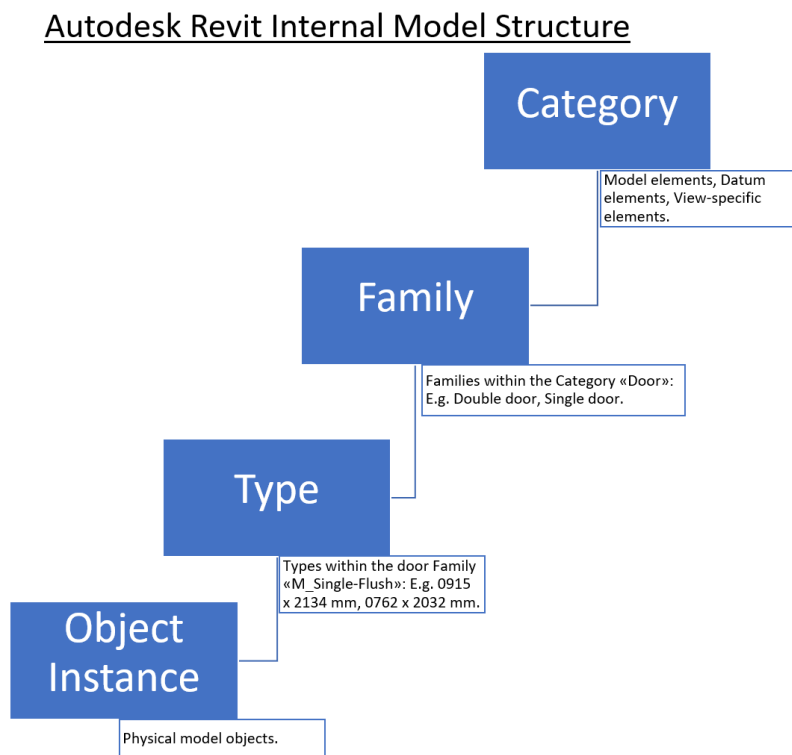 Autodesk Revit Internal Model Structure
Category
Model elements, Datum
elements, View-specific
elements.
Family
Families within the Category «Door»:
E.g. Double door, Single door.
Type
Types within the door Family
«M_Single-Flush»: E.g. 0915
x 2134 mm, 0762 x 2032 mm.
Object
Instance
Physical model objects.